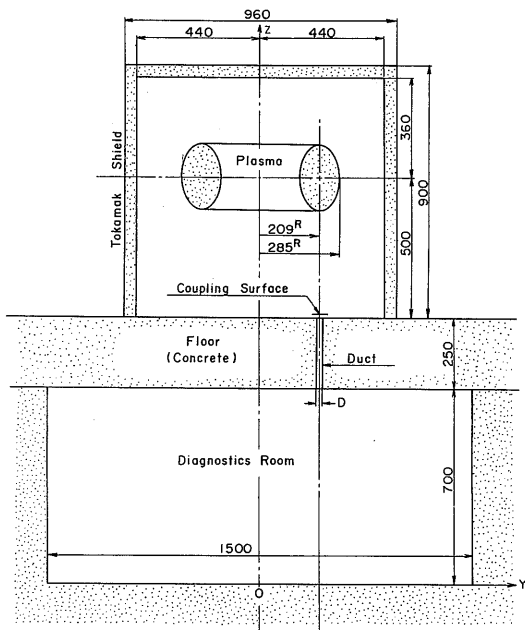 960
440
440
Z
Tokamak Shield
Plasma
360
900
500
209R
285R
Coupling Surface
Floor
(Concrete)
Duct
250
D
Diagnostics Room
700
1500
O
Y